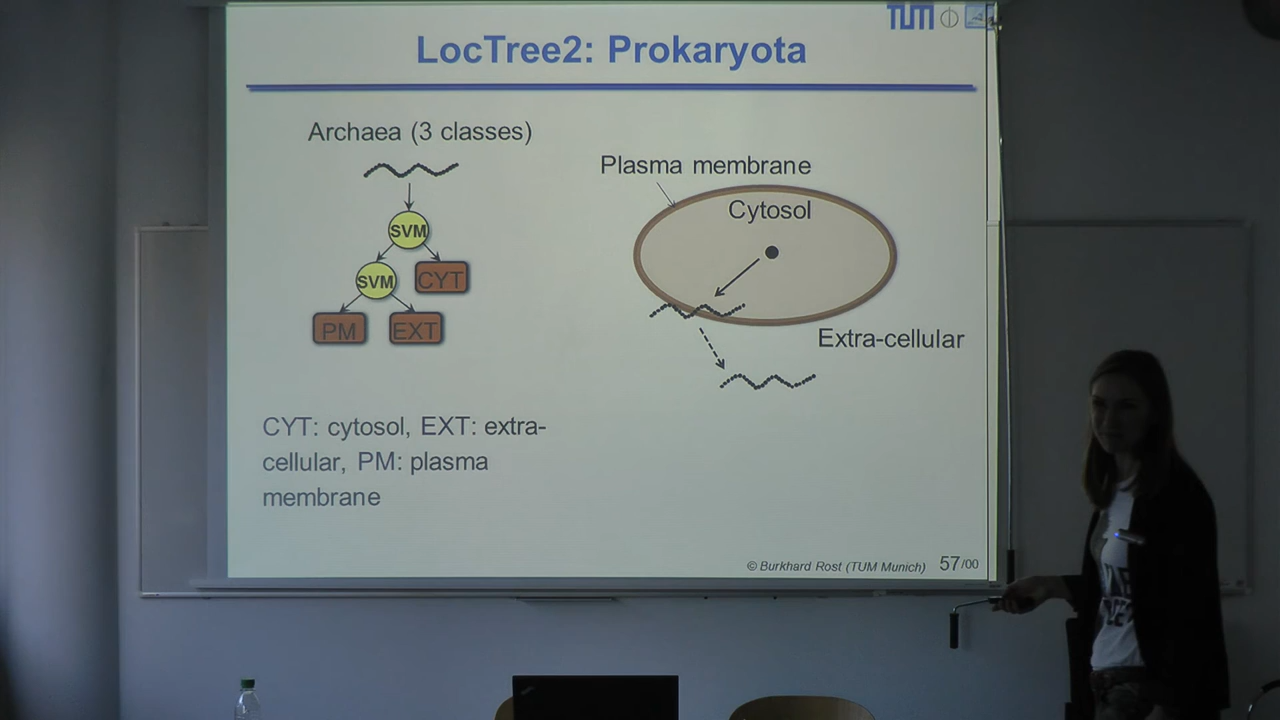 TUM
LocTree2: Prokaryota
Archaea (3 classes)
SVM
SVM
CYT
PM
EXT
Plasma membrane
Cytosol
Extra-cellular
CYT: cytosol, EXT: extra-
cellular, PM: plasma
membrane
© Burkhard Rost (TUM Munich)
57/00